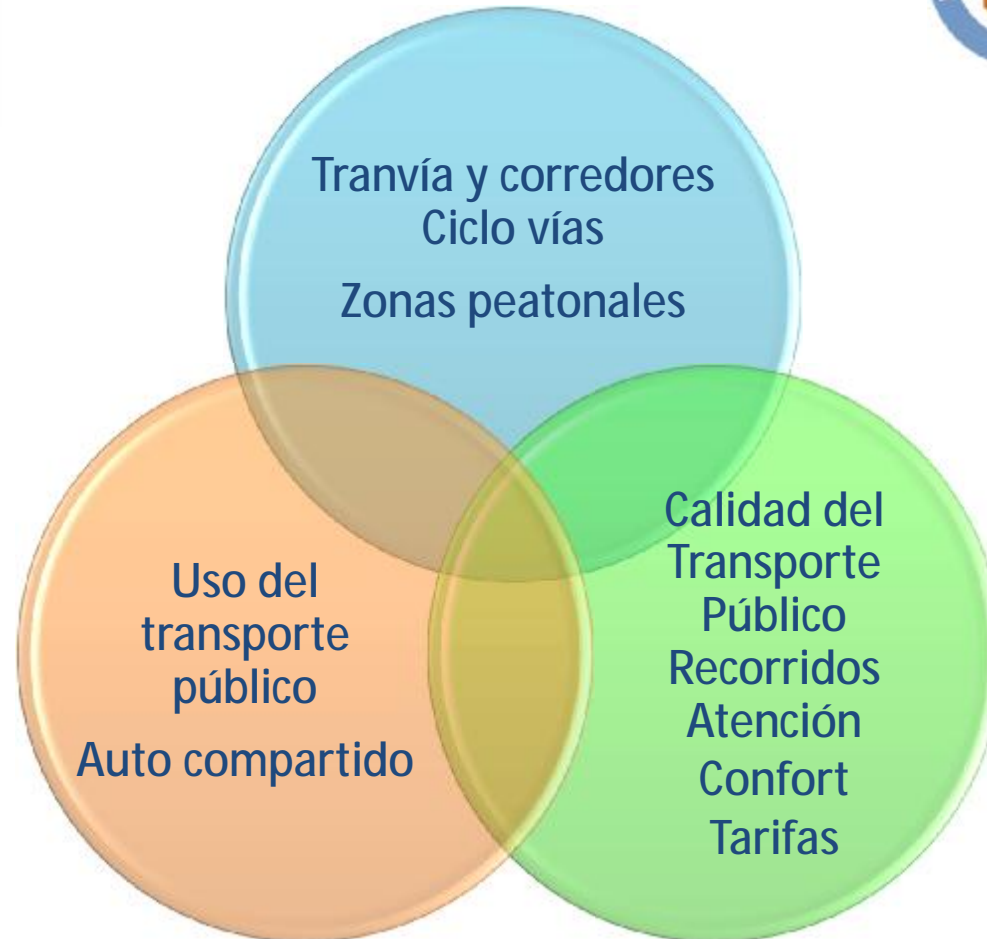 Tranvía y corredores
Ciclo vías
Zonas peatonales
Uso del
transporte
público
Auto compartido
Calidad del
Transporte
Público
Recorridos
Atención
Confort
Tarifas